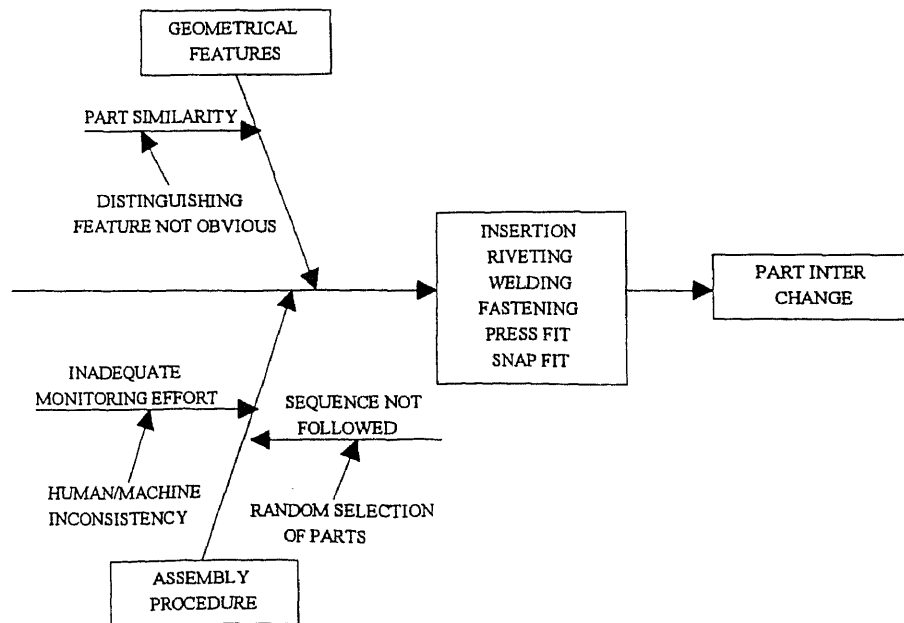 GEOMETRICAL
FEATURES
PART SIMILARITY
DISTINGUISHING
FEATURE NOT OBVIOUS
INSERTION
RIVETING
WELDING
FASTENING
PRESS FIT
SNAP FIT
PART INTER
CHANGE
INADEQUATE
MONITORING EFFORT
SEQUENCE NOT
FOLLOWED
HUMAN/MACHINE
INCONSISTENCY
RANDOM SELECTION
OF PARTS
ASSEMBLY
PROCEDURE